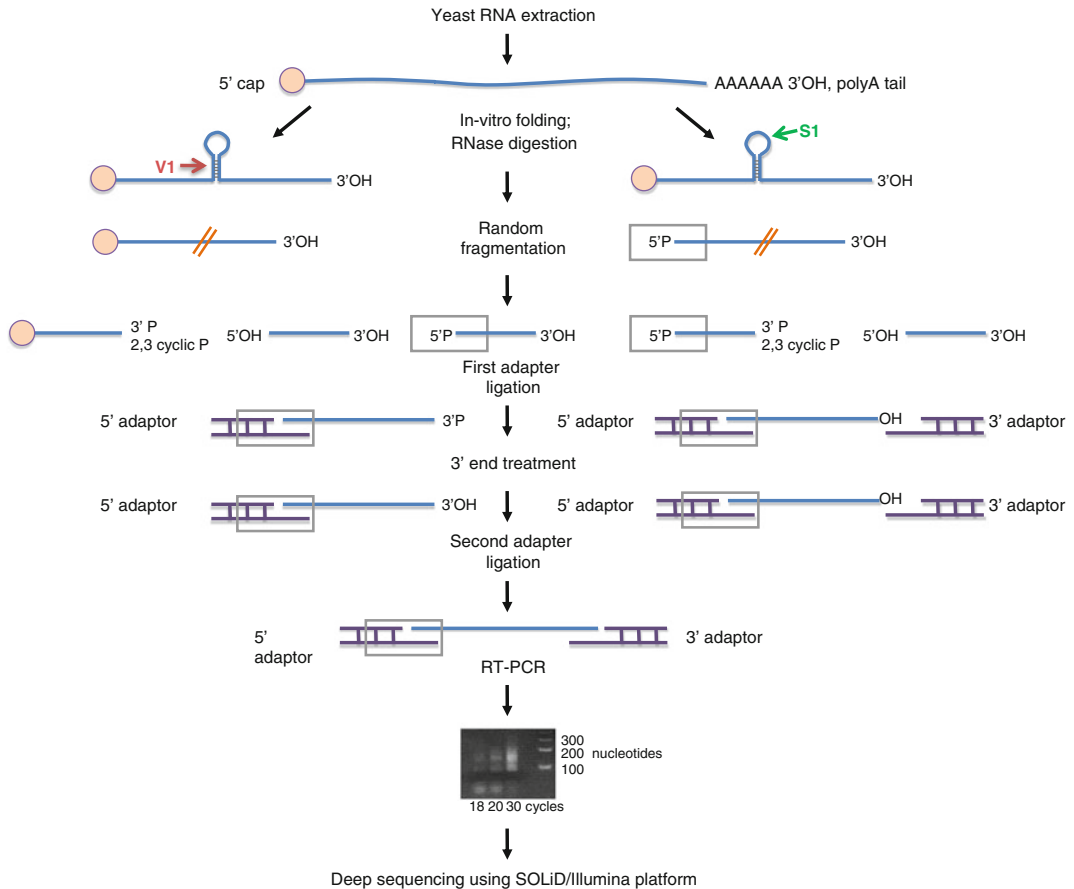 Yeast RNA extraction
5’ cap
AAAAAA 3’OH, polyA tail
In-vitro folding;
RNase digestion
V1
3’OH
S1
3’OH
3’OH
Random
fragmentation
5’P
3’OH
3’ P
2,3 cyclic P
5’OH
3’OH
5’P
3’OH
5’P
3’ P
2,3 cyclic P
5’OH
3’OH
First adapter
ligation
5’ adaptor
3’P
5’ adaptor
OH
3’ adaptor
3’ end treatment
5’ adaptor
3’OH
5’ adaptor
OH
3’ adaptor
Second adapter
ligation
5’
adaptor
3’ adaptor
RT-PCR
300
200 nucleotides
100
18 20 30 cycles
Deep sequencing using SOLiD/Illumina platform